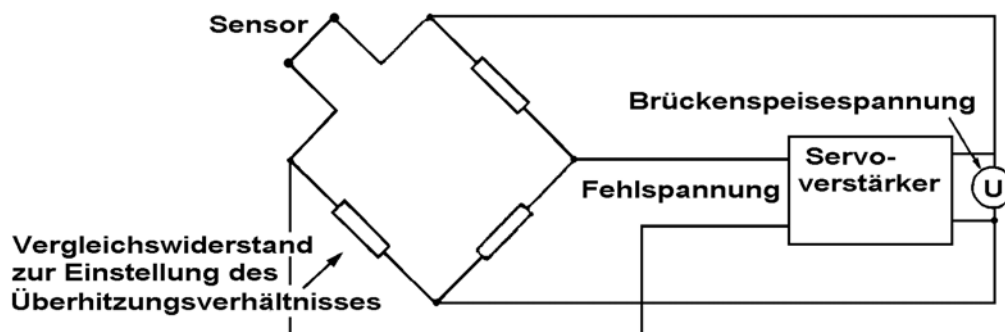 Sensor
Brückenspeisespannung
Servo-
verstärker
U
Fehlspannung
Vergleichswiderstand
zur Einstellung des
Überhitzungsverhältnisses